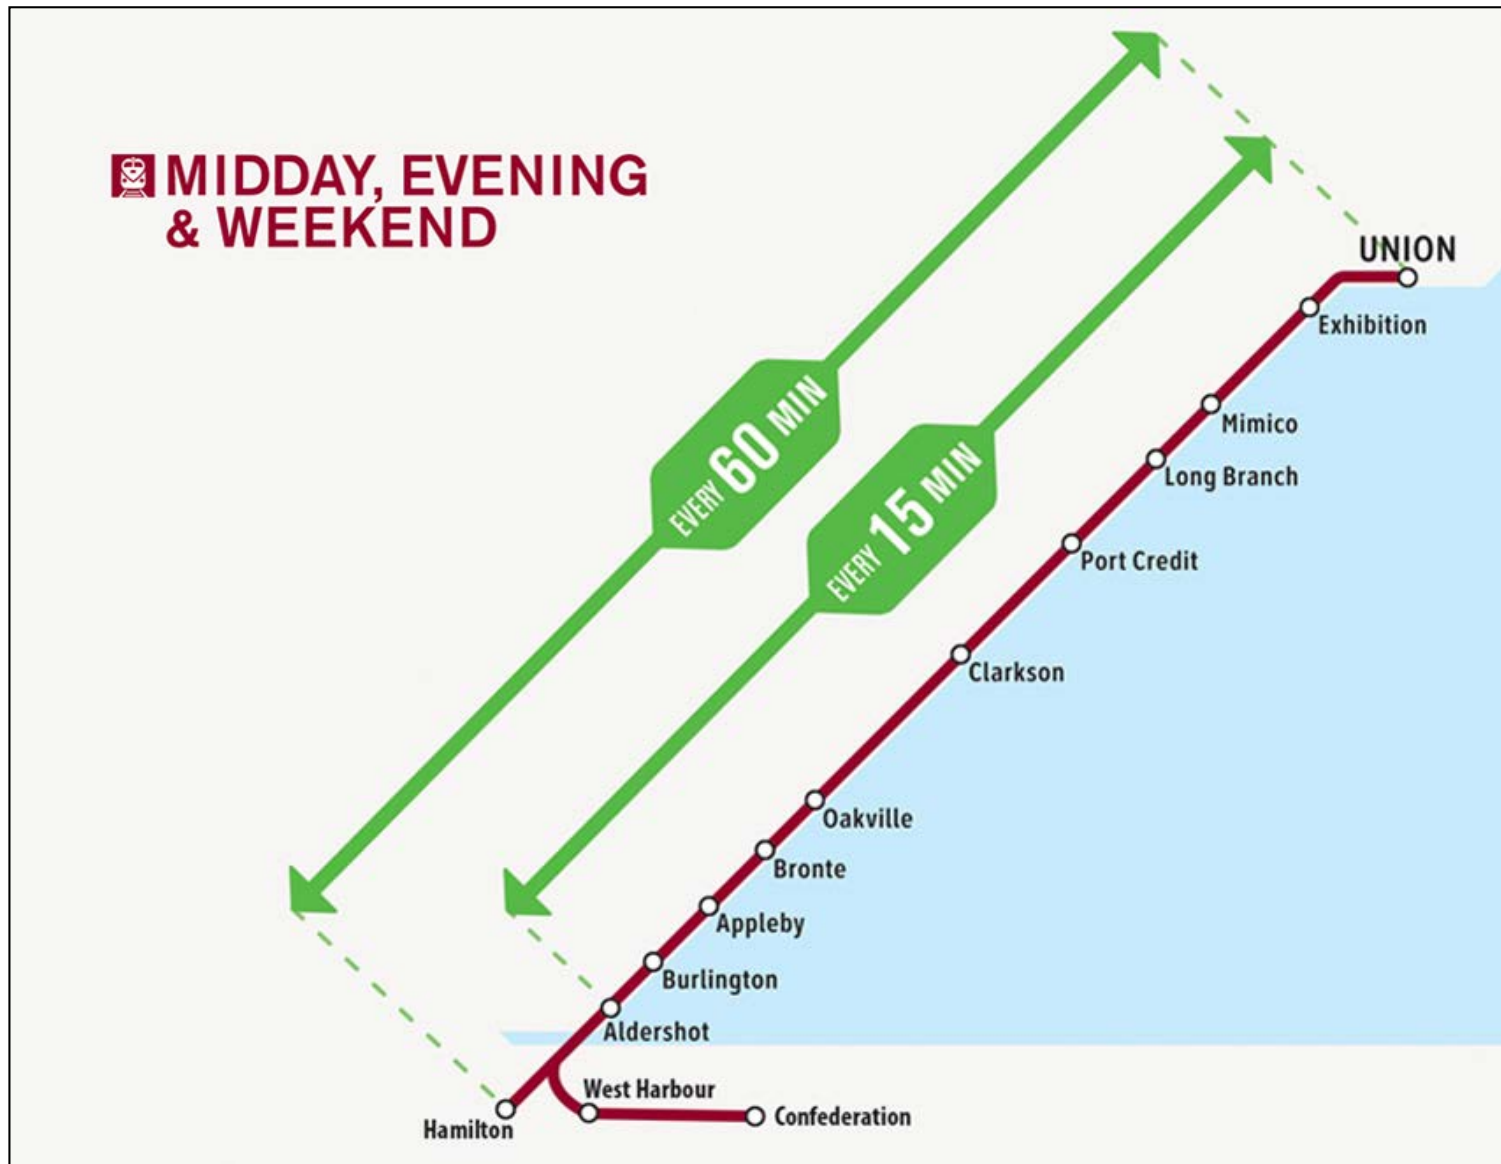 MIDDAY, EVENING
& WEEKEND
UNION
Exhibition
Mimico
Long Branch
EVERY 60 MIN
EVERY 15 MIN
Port Credit
Clarkson
Oakville
Bronte
Appleby
Burlington
Aldershot
West Harbour
Confederation
Hamilton